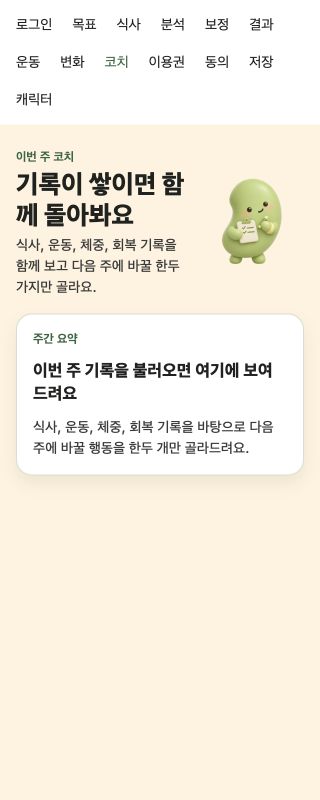 로그인 목표 식사 분석 보정 결과
운동 변화 코치 이용권 동의 저장
캐릭터
이번 주 코치
기록이 쌓이면 함
께 돌아봐요
식사, 운동, 체중, 회복 기록을
함께 보고 다음 주에 바꿀 한두
가지만 골라요.
주간 요약
이번 주 기록을 불러오면 여기에 보여
드려요
식사, 운동, 체중, 회복 기록을 바탕으로 다음
주에 바꿀 행동을 한두 개만 골라드려요.